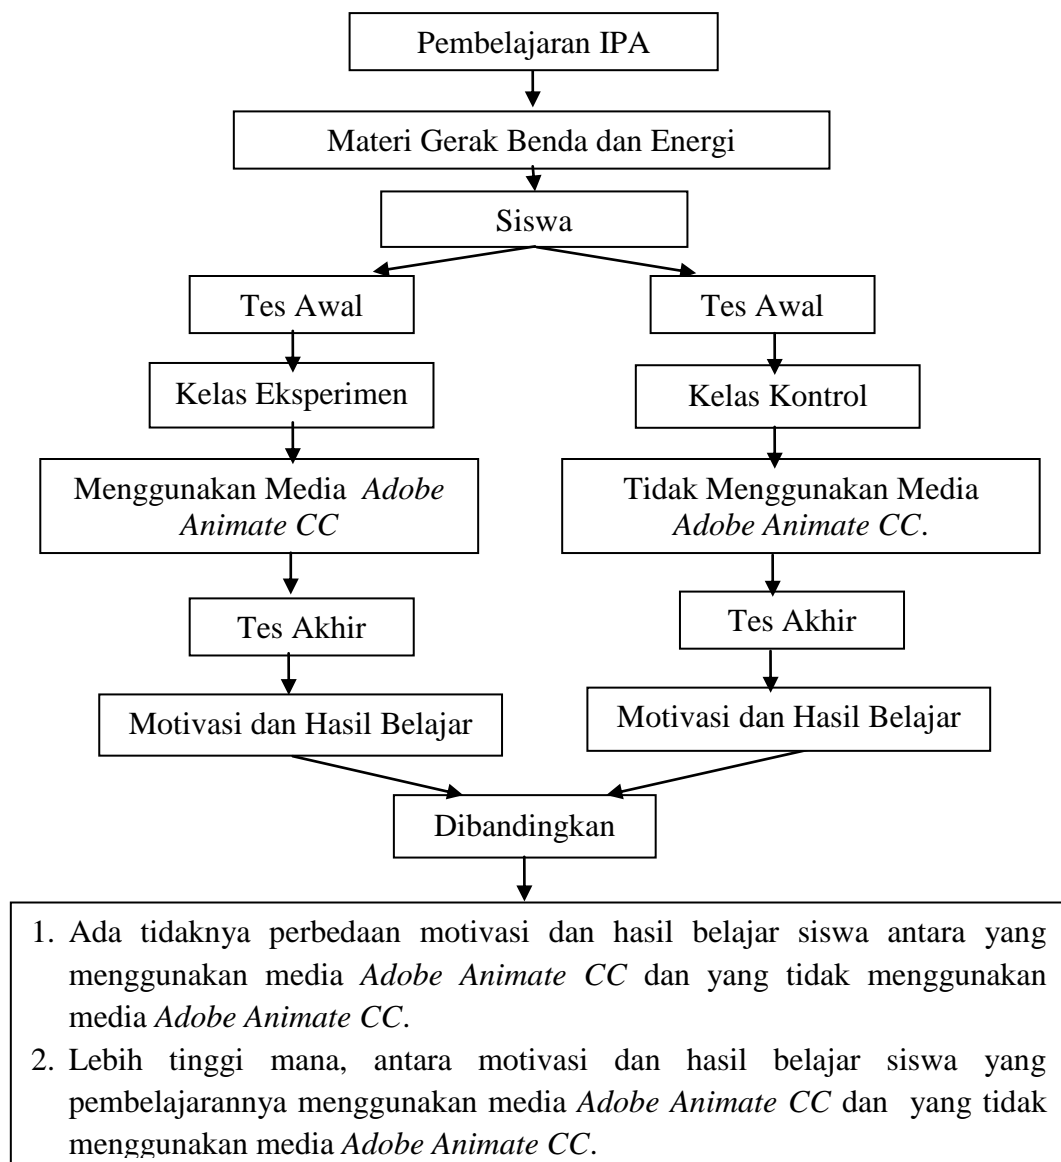 Pembelajaran IPA
Materi Gerak Benda dan Energi
Siswa
Tes Awal
Tes Awal
Kelas Eksperimen
Kelas Kontrol
Menggunakan Media Adobe
Animate CC
Tidak Menggunakan Media
Adobe Animate CC.
Tes Akhir
Tes Akhir
Motivasi dan Hasil Belajar
Motivasi dan Hasil Belajar
Dibandingkan
1. Ada tidaknya perbedaan motivasi dan hasil belajar siswa antara yang
menggunakan media Adobe Animate CC dan yang tidak menggunakan
media Adobe Animate CC.
2. Lebih tinggi mana, antara motivasi dan hasil belajar siswa yang
pembelajarannya menggunakan media Adobe Animate CC dan yang tidak
menggunakan media Adobe Animate CC.